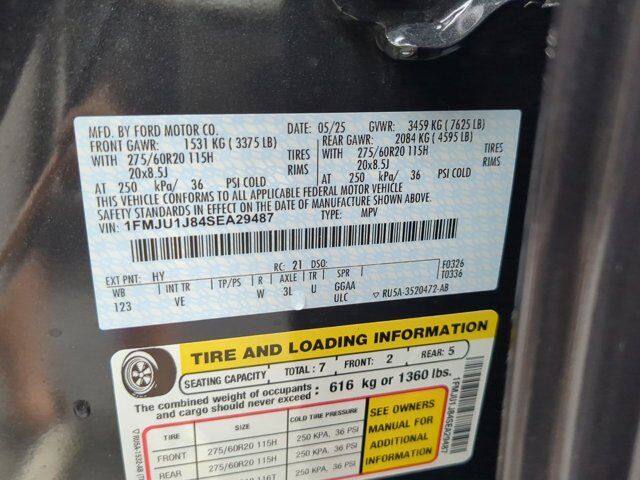 MFD. BY FORD MOTOR CO. DATE: 05/25 GVWR: 3459 KG ( 7625 LB)
FRONT GAWR: 1531 KG ( 3375 LB) REAR GAWR: 2084 KG ( 4595 LB)
WITH 275/60R20 115H TIRES WITH 275/60R20 115H TIRES
20x8.5J RIMS 20x8.5J RIMS
AT 250 kPa/ 36 PSI COLD AT 250 kPa/ 36 PSI COLD
THIS VEHICLE CONFORMS TO ALL APPLICABLE FEDERAL MOTOR VEHICLE
SAFETY AND THEFT PREVENTION STANDARDS IN EFFECT ON THE DATE OF MANUFACTURE SHOWN ABOVE.
VIN: 1FMJU1J84SEA29487 TYPE: MPV
EXT PNT: HY RC: 21 DSO: F0326
WB INT TR TP/PS R AXLE TR SPR T0336
123 VE W 3L U GGAA
ULC ▽ RU5A-3520472-AB
TIRE AND LOADING INFORMATION
SEATING CAPACITY TOTAL : 7 FRONT: 2 REAR: 5
The combined weight of occupants : 616 kg or 1360 lbs.
and cargo should never exceed :
TIRE SIZE COLD TIRE PRESSURE SEE OWNERS
FRONT 275/60R20 115H 250 KPA, 36 PSI MANUAL FOR
REAR 275/60R20 115H 250 KPA, 36 PSI ADDITIONAL
INFORMATION
1FMJU1J84SEA29487